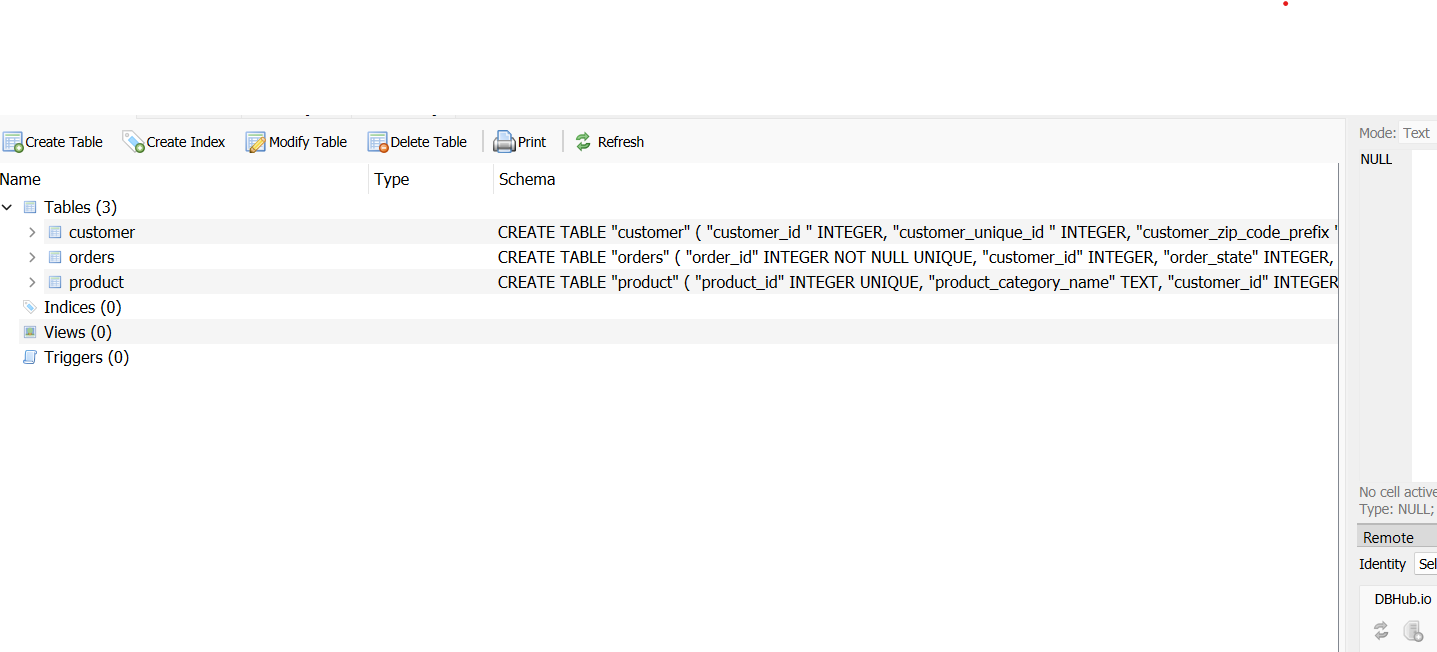 Create Table Create Index Modify Table Delete Table Print Refresh
Name Type Schema
Tables (3)
customer CREATE TABLE "customer" ( "customer_id " INTEGER, "customer_unique_id " INTEGER, "customer_zip_code_prefix "
orders CREATE TABLE "orders" ( "order_id" INTEGER NOT NULL UNIQUE, "customer_id" INTEGER, "order_state" INTEGER,
product CREATE TABLE "product" ( "product_id" INTEGER UNIQUE, "product_category_name" TEXT, "customer_id" INTEGER
Indices (0)
Views (0)
Triggers (0)
Mode: Text
NULL
No cell active
Type: NULL;
Remote
Identity Sel
DBHub.io